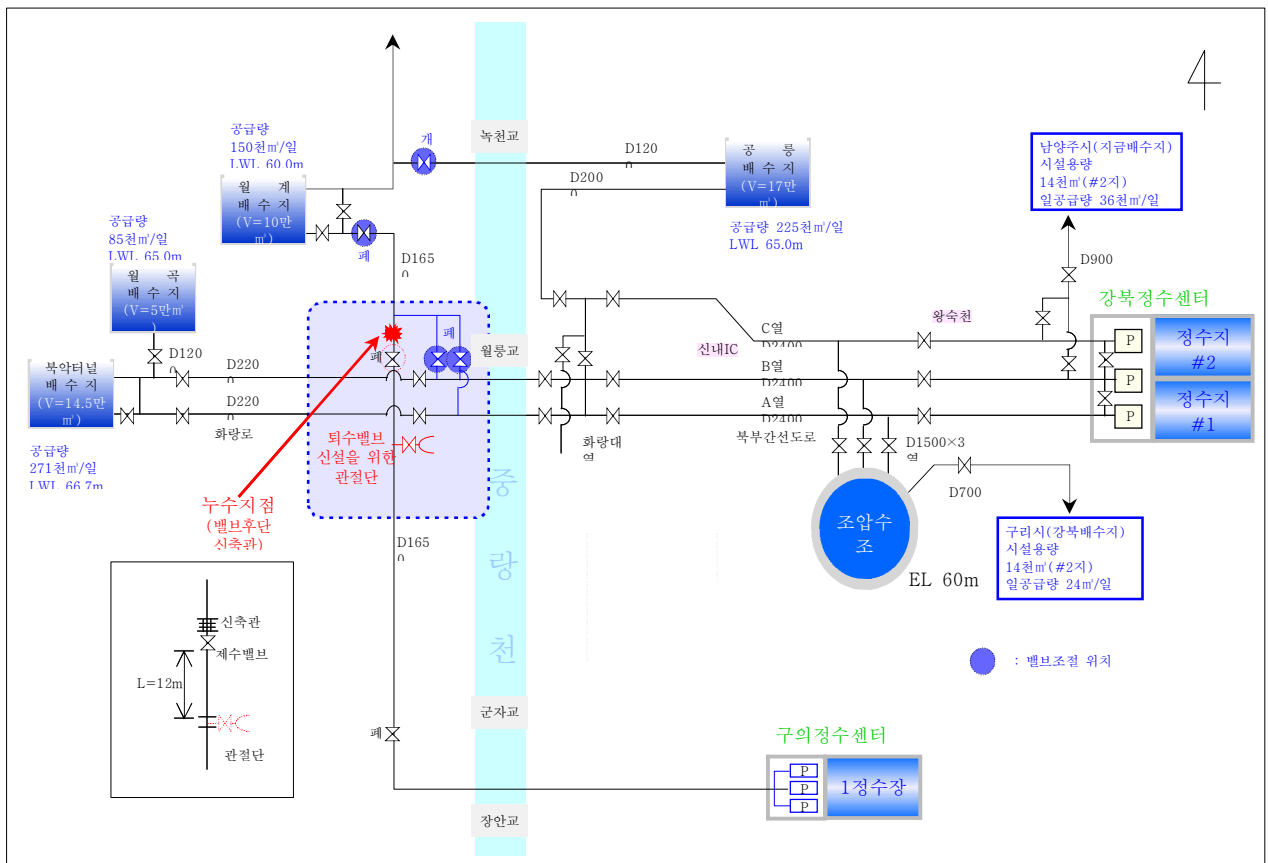 4
녹천교
공급량
150천㎥/일
LWL 60.0m
개
D120
0
D200
0
공 릉
배수지
(V=17만
㎥)
공급량 225천㎥/일
LWL 65.0m
남양주시(지금배수지)
시설용량
14천㎥(#2지)
일공급량 36천㎥/일
월 계
배수지
(V=10만
㎥)
폐
D165
0
공급량
85천㎥/일
LWL 65.0m
월 곡
배 수 지
(V=5만㎥
)
D900
강북정수센터
왕숙천
C열
D2400
신내IC
P
정수지
#2
폐
폐
월릉교
D120
0
D220
B열
D2400
P
북악터널
배 수 지
(V=14.5만
㎥)
D220
A열
D2400
P
정수지
#1
화랑로
화랑대
열
북부간선도로
D1500×3
열
퇴수밸브
신설을 위한
관절단
공급량
271천㎥/일
LWL 66.7m
D700
누수지점
(밸브후단
신축관)
중
랑
천
조압수
조
EL 60m
구리시(강북배수지)
시설용량
14천㎥(#2지)
일공급량 24㎥/일
D165
0
신축관
제수밸브
L=12m
관절단
: 밸브조절 위치
군자교
폐
구의정수센터
P
P
P
1정수장
장안교